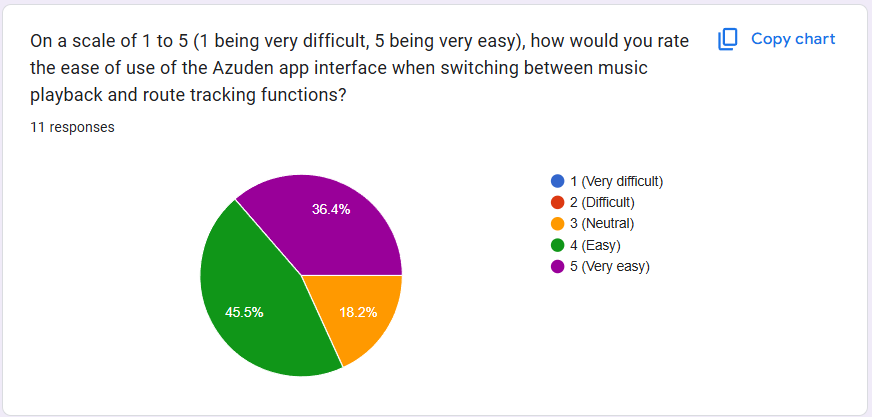 On a scale of 1 to 5 (1 being very difficult, 5 being very easy), how would you rate
the ease of use of the Azuden app interface when switching between music
playback and route tracking functions?
Copy chart
11 responses
36.4%
45.5%
18.2%
1 (Very difficult)
2 (Difficult)
3 (Neutral)
4 (Easy)
5 (Very easy)